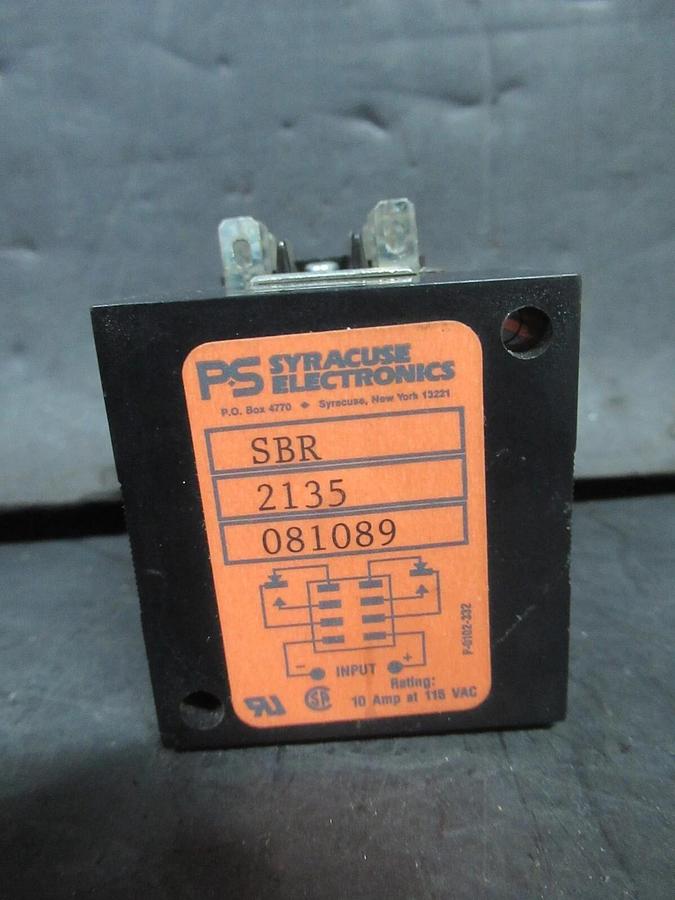 PS SYRACUSE
ELECTRONICS
P.O. Box 4770 ◆ Syracuse, New York 13221
SBR
2135
081089
- INPUT +
Rating:
10 Amp at 115 VAC
P-0102-332